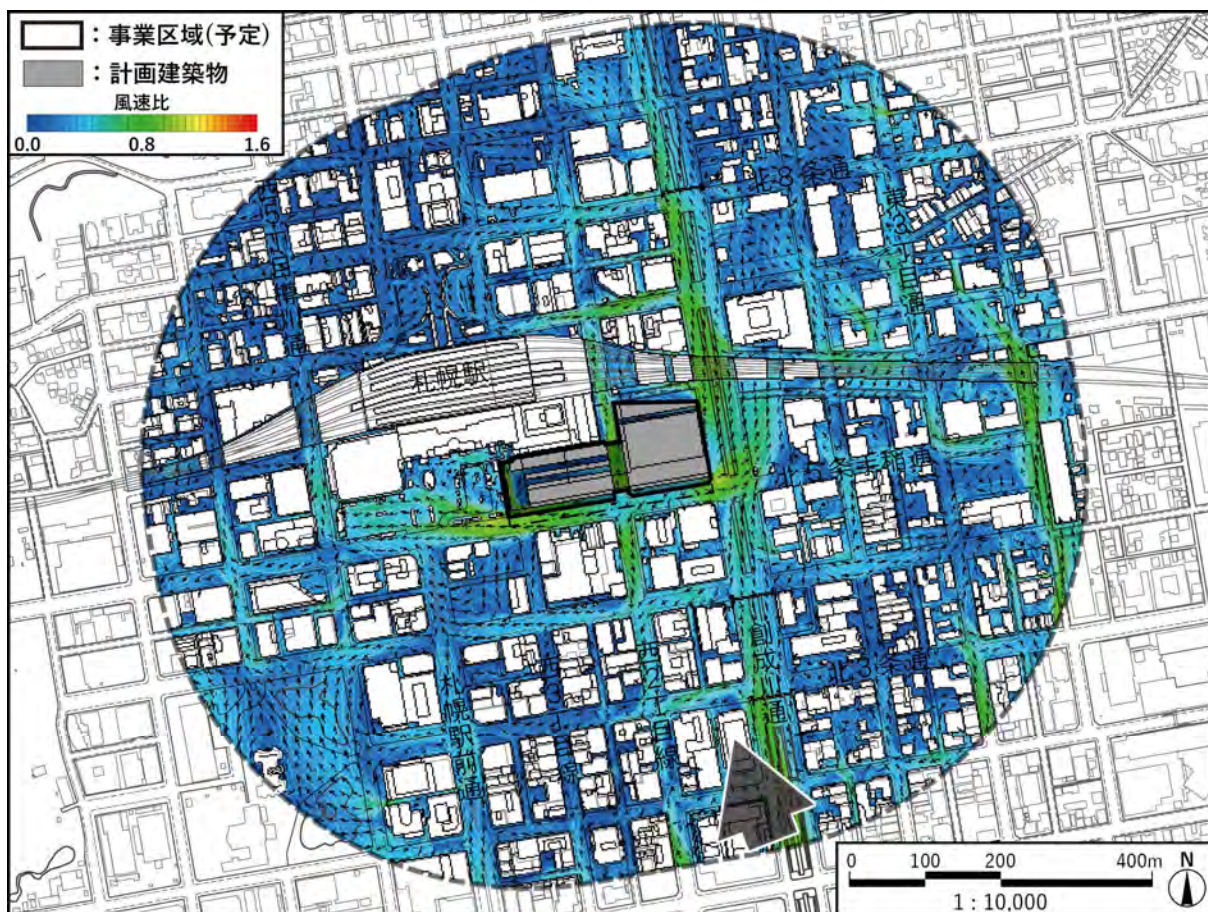 ：事業区域(予定)
：計画建築物
風速比
0.0 0.8 1.6
北8条通
東3丁目通
札幌駅
北3条通
創成川通
西2丁目線
西3丁目線
札幌駅前通
0 100 200 400m
N
1：10,000